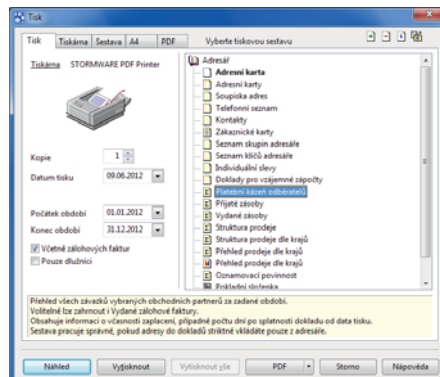 Tisk
Tisk Tiskárna Sestava A4 PDF Vyberte tiskovou sestavu
Tiskárna STORMWARE PDF Printer
Kopie 1
Datum tisku 09.06.2012
Počátek období 01.01.2012
Konec období 31.12.2012
Včetně zálohových faktur
Pouze dlužníci
Adresář
Adresní karta
Adresní karty
Soupiska adres
Telefonní seznam
Kontakty
Zákaznické karty
Seznam skupin adresáře
Seznam klíčů adresáře
Individuální slevy
Doklady pro vzájemné zápočty
Platební kázeň odběratelů
Přijaté zásoby
Vydané zásoby
Struktura prodeje
Struktura prodeje dle krajů
Přehled prodeje dle krajů
Přehled prodeje dle krajů
Oznamovací povinnost
Pokladní složenka
Přehled všech závazků vybraných obchodních partnerů za zadané období.
Volitelně lze zahrnout i Vydané zálohové faktury.
Obsahuje informaci o včasnosti zaplacení, případně počtu dní po splatnosti dokladu od data tisku.
Sestava pracuje správně, pokud adresy do dokladů striktně vkládáte pouze z adresáře.
Náhled Vytisknout Vytisknout vše PDF Storno Nápověda